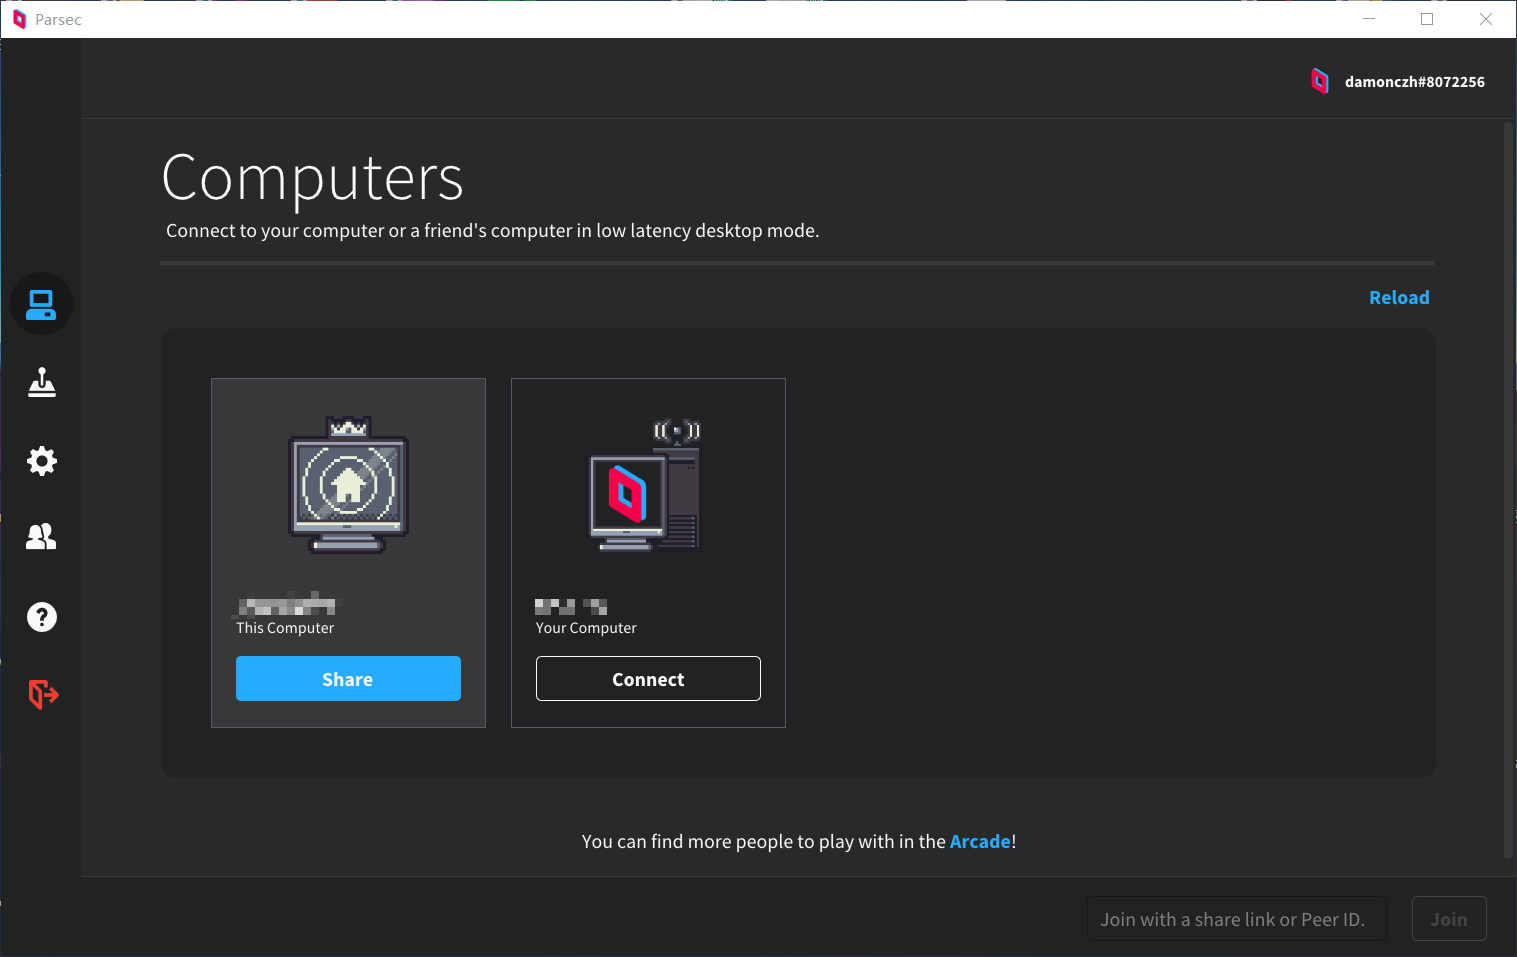 Parsec
damonczh#8072256
Computers
Connect to your computer or a friend's computer in low latency desktop mode.
Reload
This Computer
Share
Your Computer
Connect
You can find more people to play with in the Arcade!
Join with a share link or Peer ID.
Join